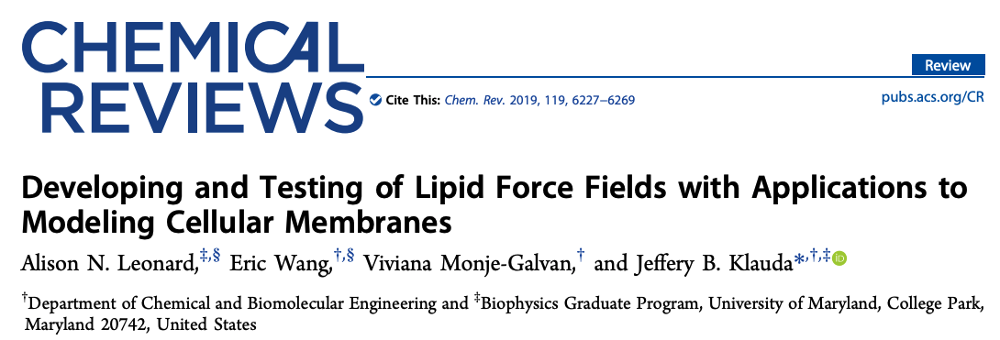 CHEMICAL
REVIEWS
Review
Cite This: Chem. Rev. 2019, 119, 6227−6269
pubs.acs.org/CR
Developing and Testing of Lipid Force Fields with Applications to
Modeling Cellular Membranes
Alison N. Leonard,‡,§ Eric Wang,†,§ Viviana Monje-Galvan,† and Jeffery B. Klauda*,†,‡ iD
†Department of Chemical and Biomolecular Engineering and ‡Biophysics Graduate Program, University of Maryland, College Park,
Maryland 20742, United States